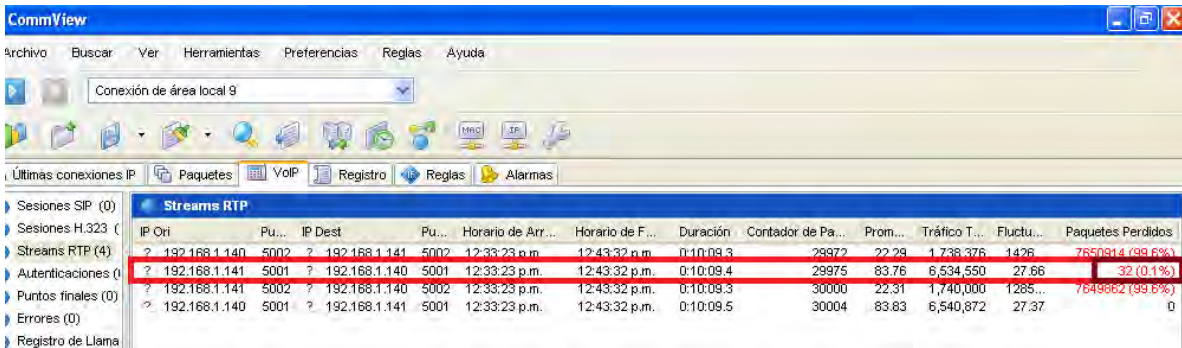 CommView
Archivo Buscar Ver Herramientas Preferencias Reglas Ayuda
Conexión de área local 9
MAC IP
Últimas conexiones IP Paquetes VoIP Registro Reglas Alarmas
Sesiones SIP (0)
Sesiones H.323 (
Streams RTP (4)
Autenticaciones (
Puntos finales (0)
Errores (0)
Registro de Llama
Streams RTP
IP Ori Pu... IP Dest Pu... Horario de Arr... Horario de F... Duración Contador de Pa... Prom... Tráfico T... Fluctu... Paquetes Perdidos
? 192.168.1.140 5002 ? 192.168.1.141 5002 12:33:23 p.m. 12:43:32 p.m. 0:10:09.3 29972 22.29 1,738,376 1426... 7650914 (99.6%)
? 192.168.1.141 5001 ? 192.168.1.140 5001 12:33:23 p.m. 12:43:32 p.m. 0:10:09.4 29975 83.76 6,534,550 27.66 32 (0.1%)
? 192.168.1.141 5002 ? 192.168.1.140 5002 12:33:23 p.m. 12:43:32 p.m. 0:10:09.3 30000 22.31 1,740,000 1285... 7649862 (99.6%)
? 192.168.1.140 5001 ? 192.168.1.141 5001 12:33:23 p.m. 12:43:32 p.m. 0:10:09.5 30004 83.83 6,540,872 27.37 0